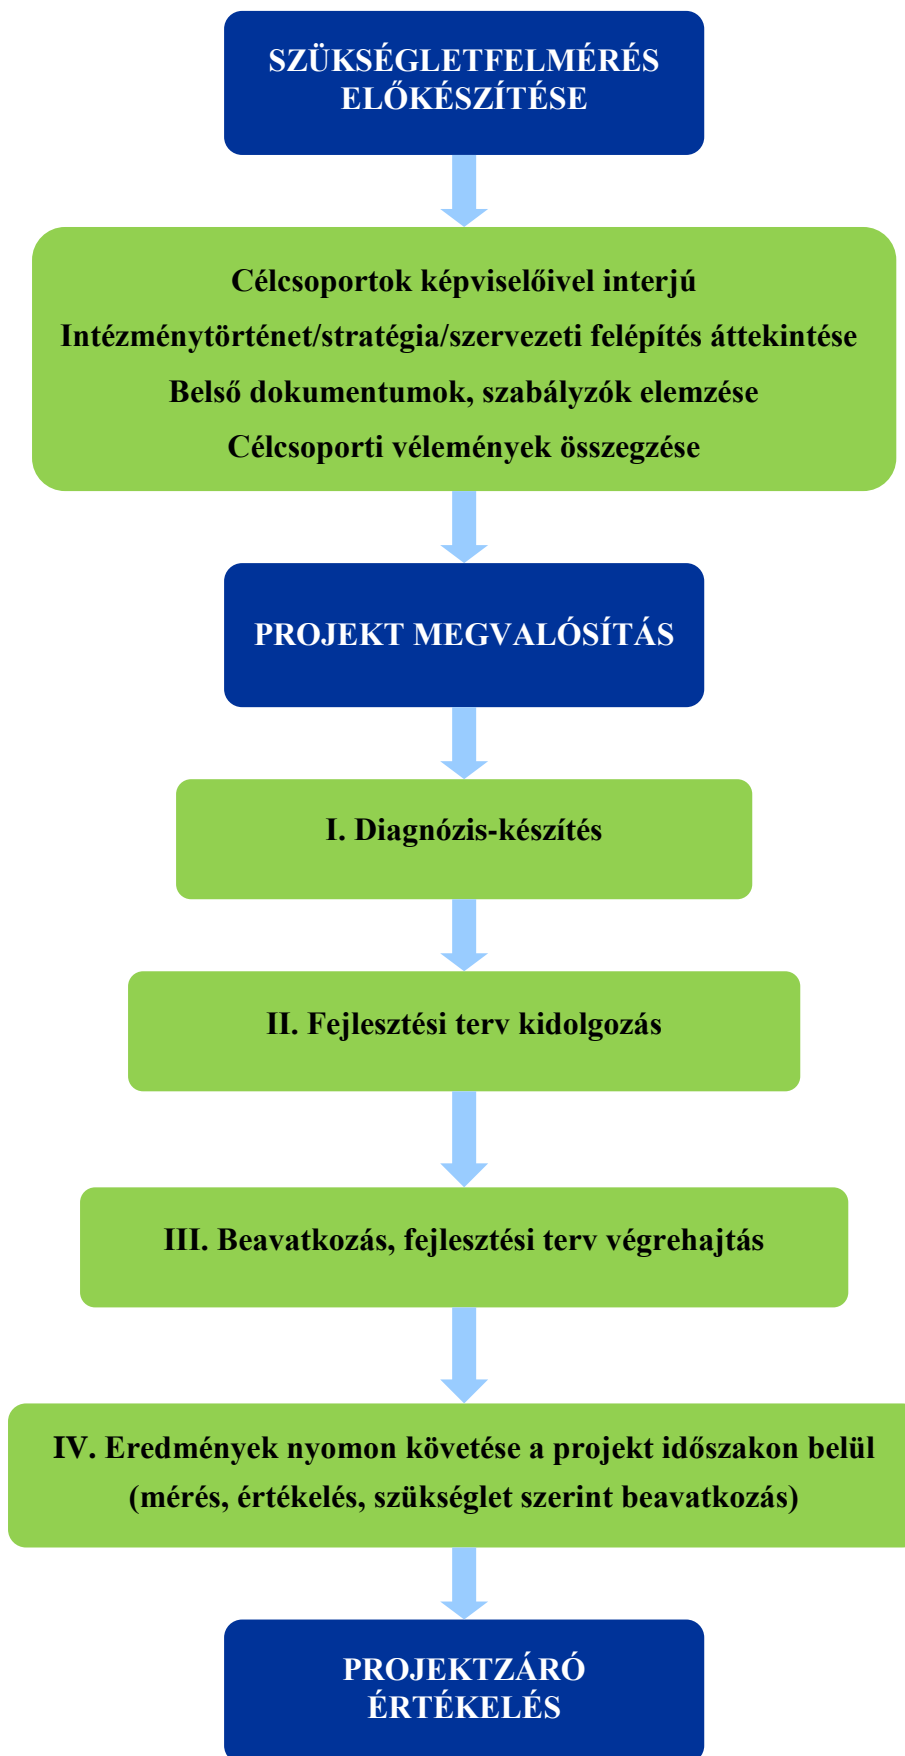 SZÜKSÉGLETFELMÉRÉS
ELŐKÉSZÍTÉSE
Célcsoportok képviselőivel interjú
Intézménytörténet/stratégia/szervezeti felépítés áttekintése
Belső dokumentumok, szabályzók elemzése
Célcsoporti vélemények összegzése
PROJEKT MEGVALÓSÍTÁS
I. Diagnózis-készítés
II. Fejlesztési terv kidolgozás
III. Beavatkozás, fejlesztési terv végrehajtás
IV. Eredmények nyomon követése a projekt időszakon belül
(mérés, értékelés, szükséglet szerint beavatkozás)
PROJEKTZÁRÓ
ÉRTÉKELÉS